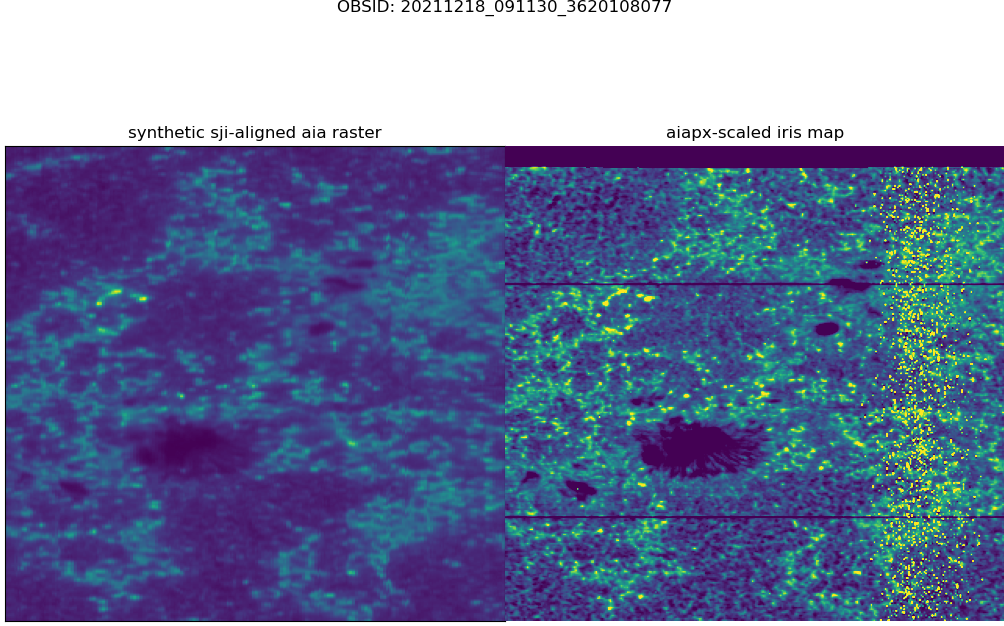 OBSID: 20211218_091130_3620108077
synthetic sji-aligned aia raster
aiapx-scaled iris map